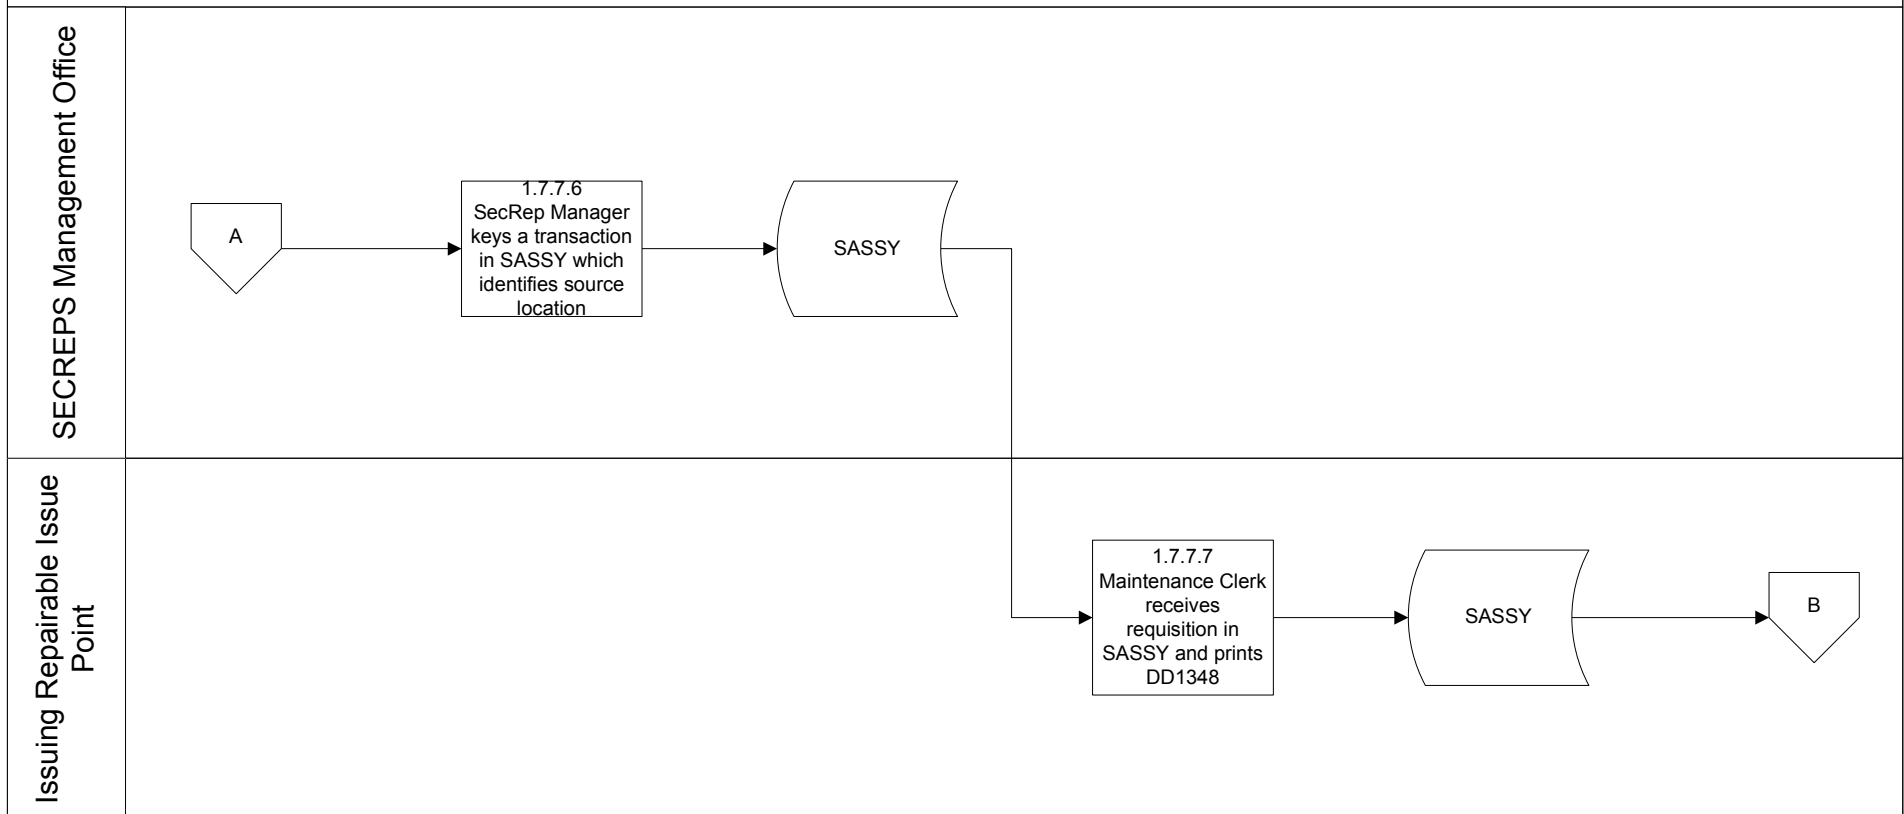 SECREPS Management Office
A
1.7.7.6
SecRep Manager
keys a transaction
in SASSY which
identifies source
location
SASSY
Issuing Repairable Issue
Point
1.7.7.7
Maintenance Clerk
receives
requisition in
SASSY and prints
DD1348
SASSY
B